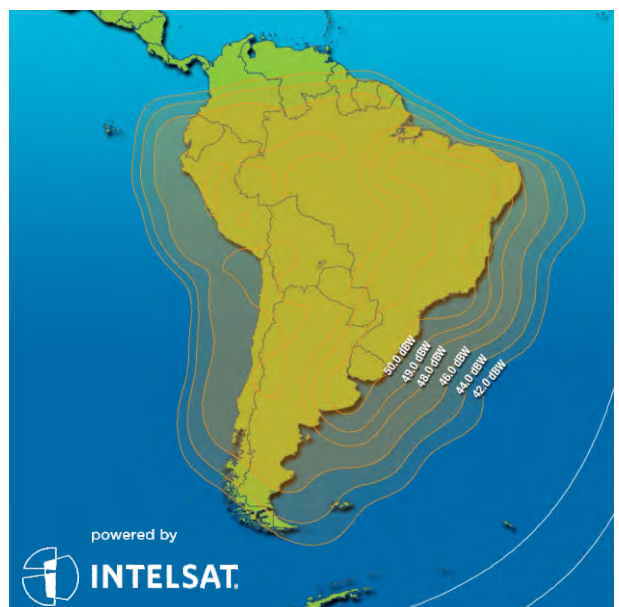 50.0 dBW
49.0 dBW
48.0 dBW
46.0 dBW
44.0 dBW
42.0 dBW
powered by
INTELSAT.